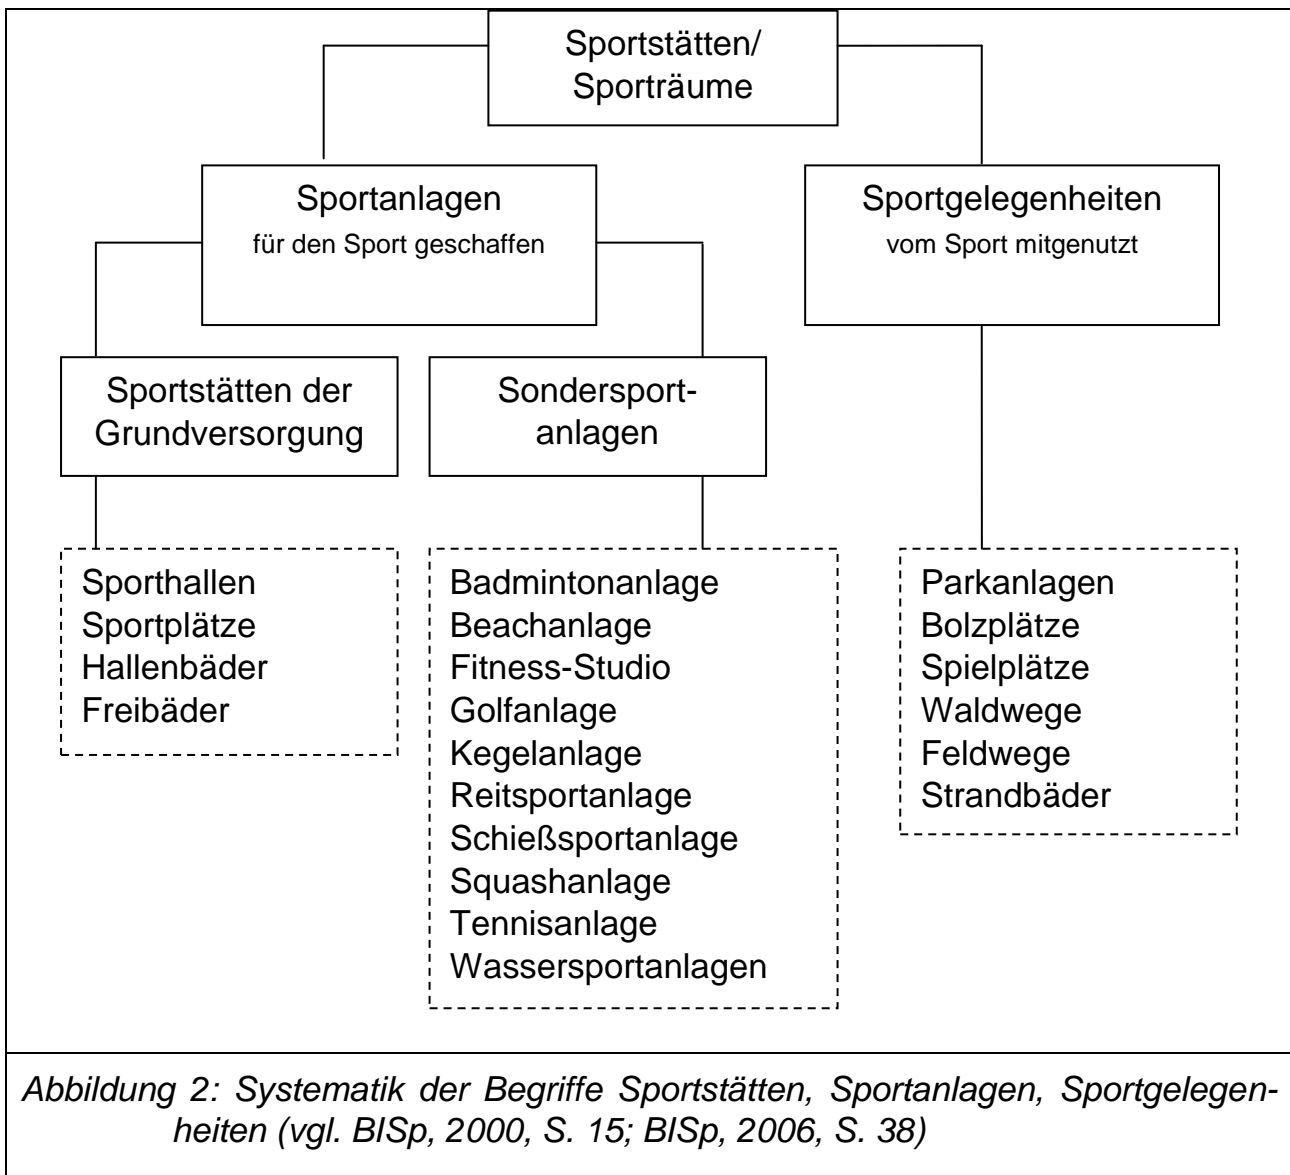 Sportstätten/
Sporträume
Sportanlagen
für den Sport geschaffen
Sportgelegenheiten
vom Sport mitgenutzt
Sportstätten der
Grundversorgung
Sondersport-
anlagen
Sporthallen
Sportplätze
Hallenbäder
Freibäder
Badmintonanlage
Beachanlage
Fitness-Studio
Golfanlage
Kegelanlage
Reitsportanlage
Schießsportanlage
Squashanlage
Tennisanlage
Wassersportanlagen
Parkanlagen
Bolzplätze
Spielplätze
Waldwege
Feldwege
Strandbäder
Abbildung 2: Systematik der Begriffe Sportstätten, Sportanlagen, Sportgelegen-
heiten (vgl. BISp, 2000, S. 15; BISp, 2006, S. 38)